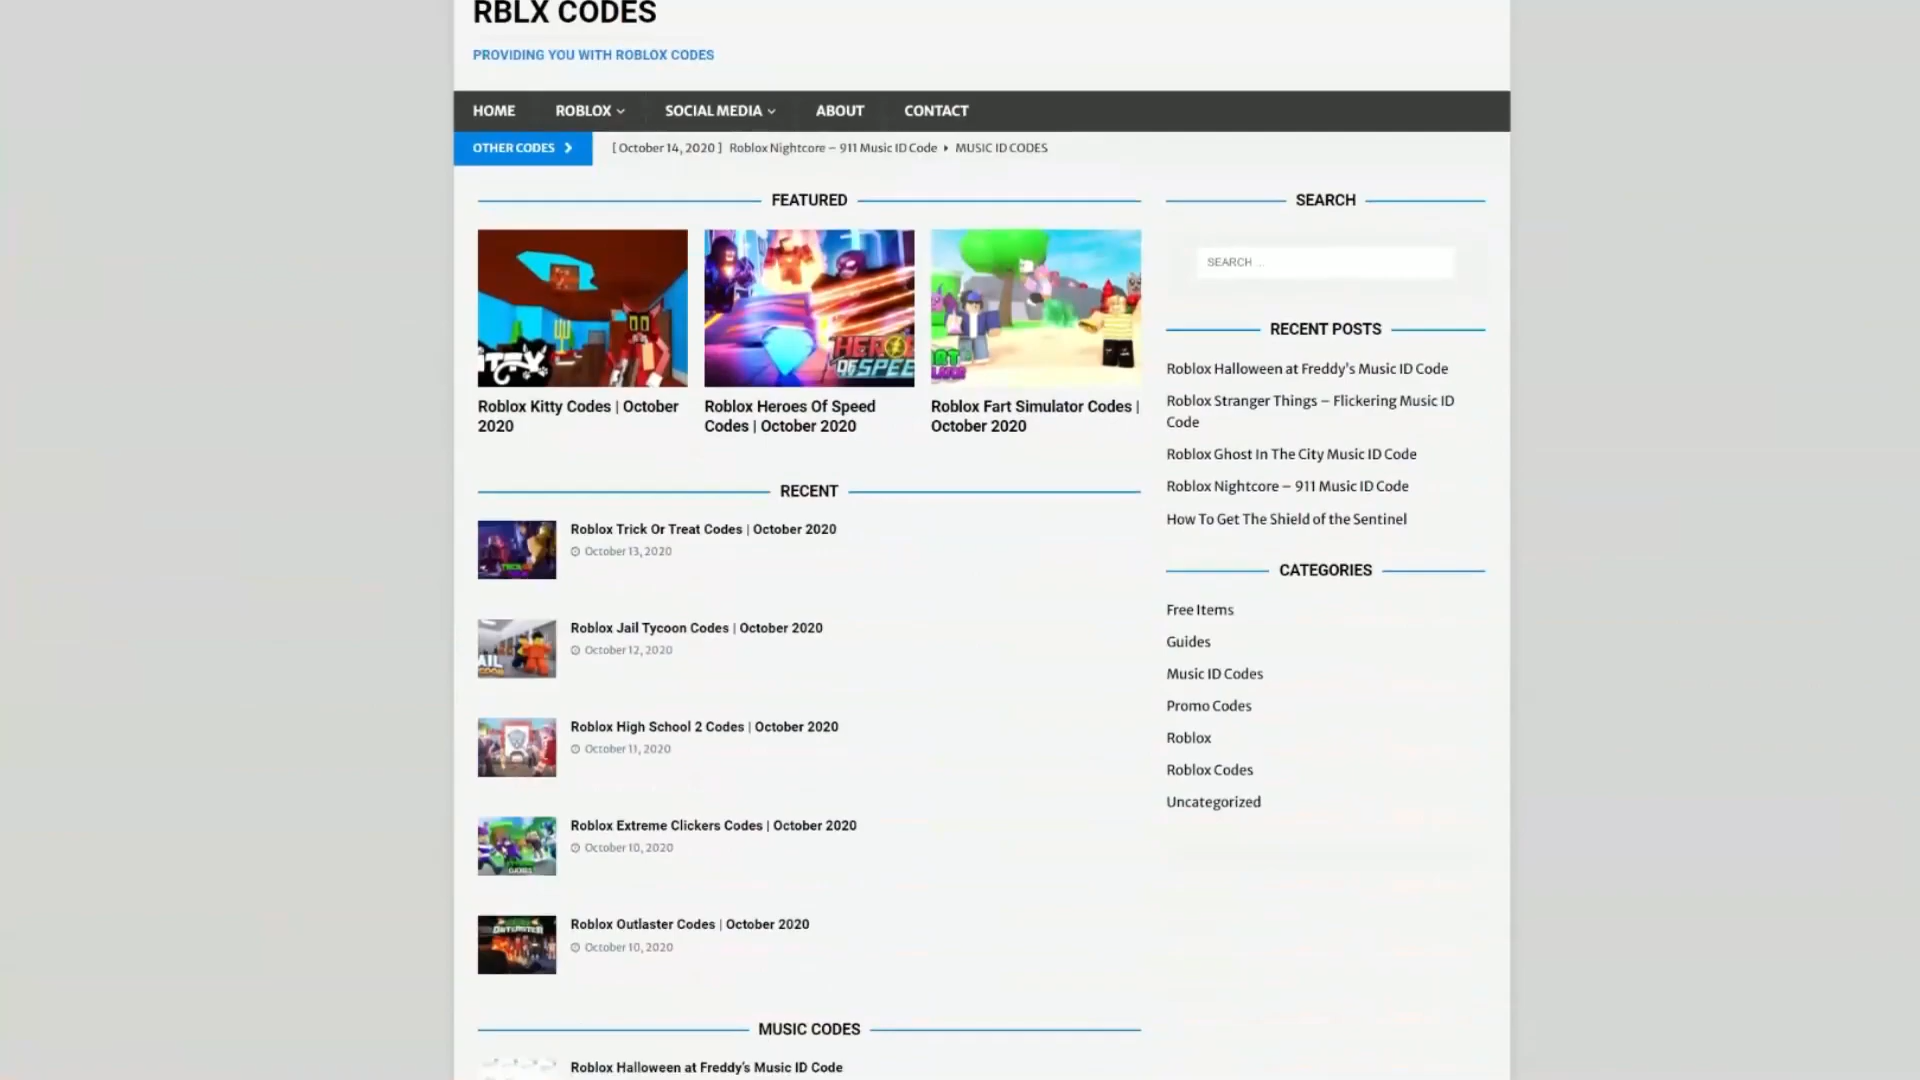 RBLX CODES
PROVIDING YOU WITH ROBLOX CODES
HOME ROBLOX SOCIAL MEDIA ABOUT CONTACT
OTHER CODES [ October 14, 2020 ] Roblox Nightcore – 911 Music ID Code MUSIC ID CODES
FEATURED
HEROES
OF SPEED
Roblox Kitty Codes | October
2020
Roblox Heroes Of Speed
Codes | October 2020
Roblox Fart Simulator Codes |
October 2020
RECENT
Roblox Trick Or Treat Codes | October 2020
October 13, 2020
Roblox Jail Tycoon Codes | October 2020
October 12, 2020
Roblox High School 2 Codes | October 2020
October 11, 2020
Roblox Extreme Clickers Codes | October 2020
October 10, 2020
Roblox Outlaster Codes | October 2020
October 10, 2020
MUSIC CODES
Roblox Halloween at Freddy's Music ID Code
SEARCH
SEARCH ...
RECENT POSTS
Roblox Halloween at Freddy's Music ID Code
Roblox Stranger Things – Flickering Music ID
Code
Roblox Ghost In The City Music ID Code
Roblox Nightcore – 911 Music ID Code
How To Get The Shield of the Sentinel
CATEGORIES
Free Items
Guides
Music ID Codes
Promo Codes
Roblox
Roblox Codes
Uncategorized